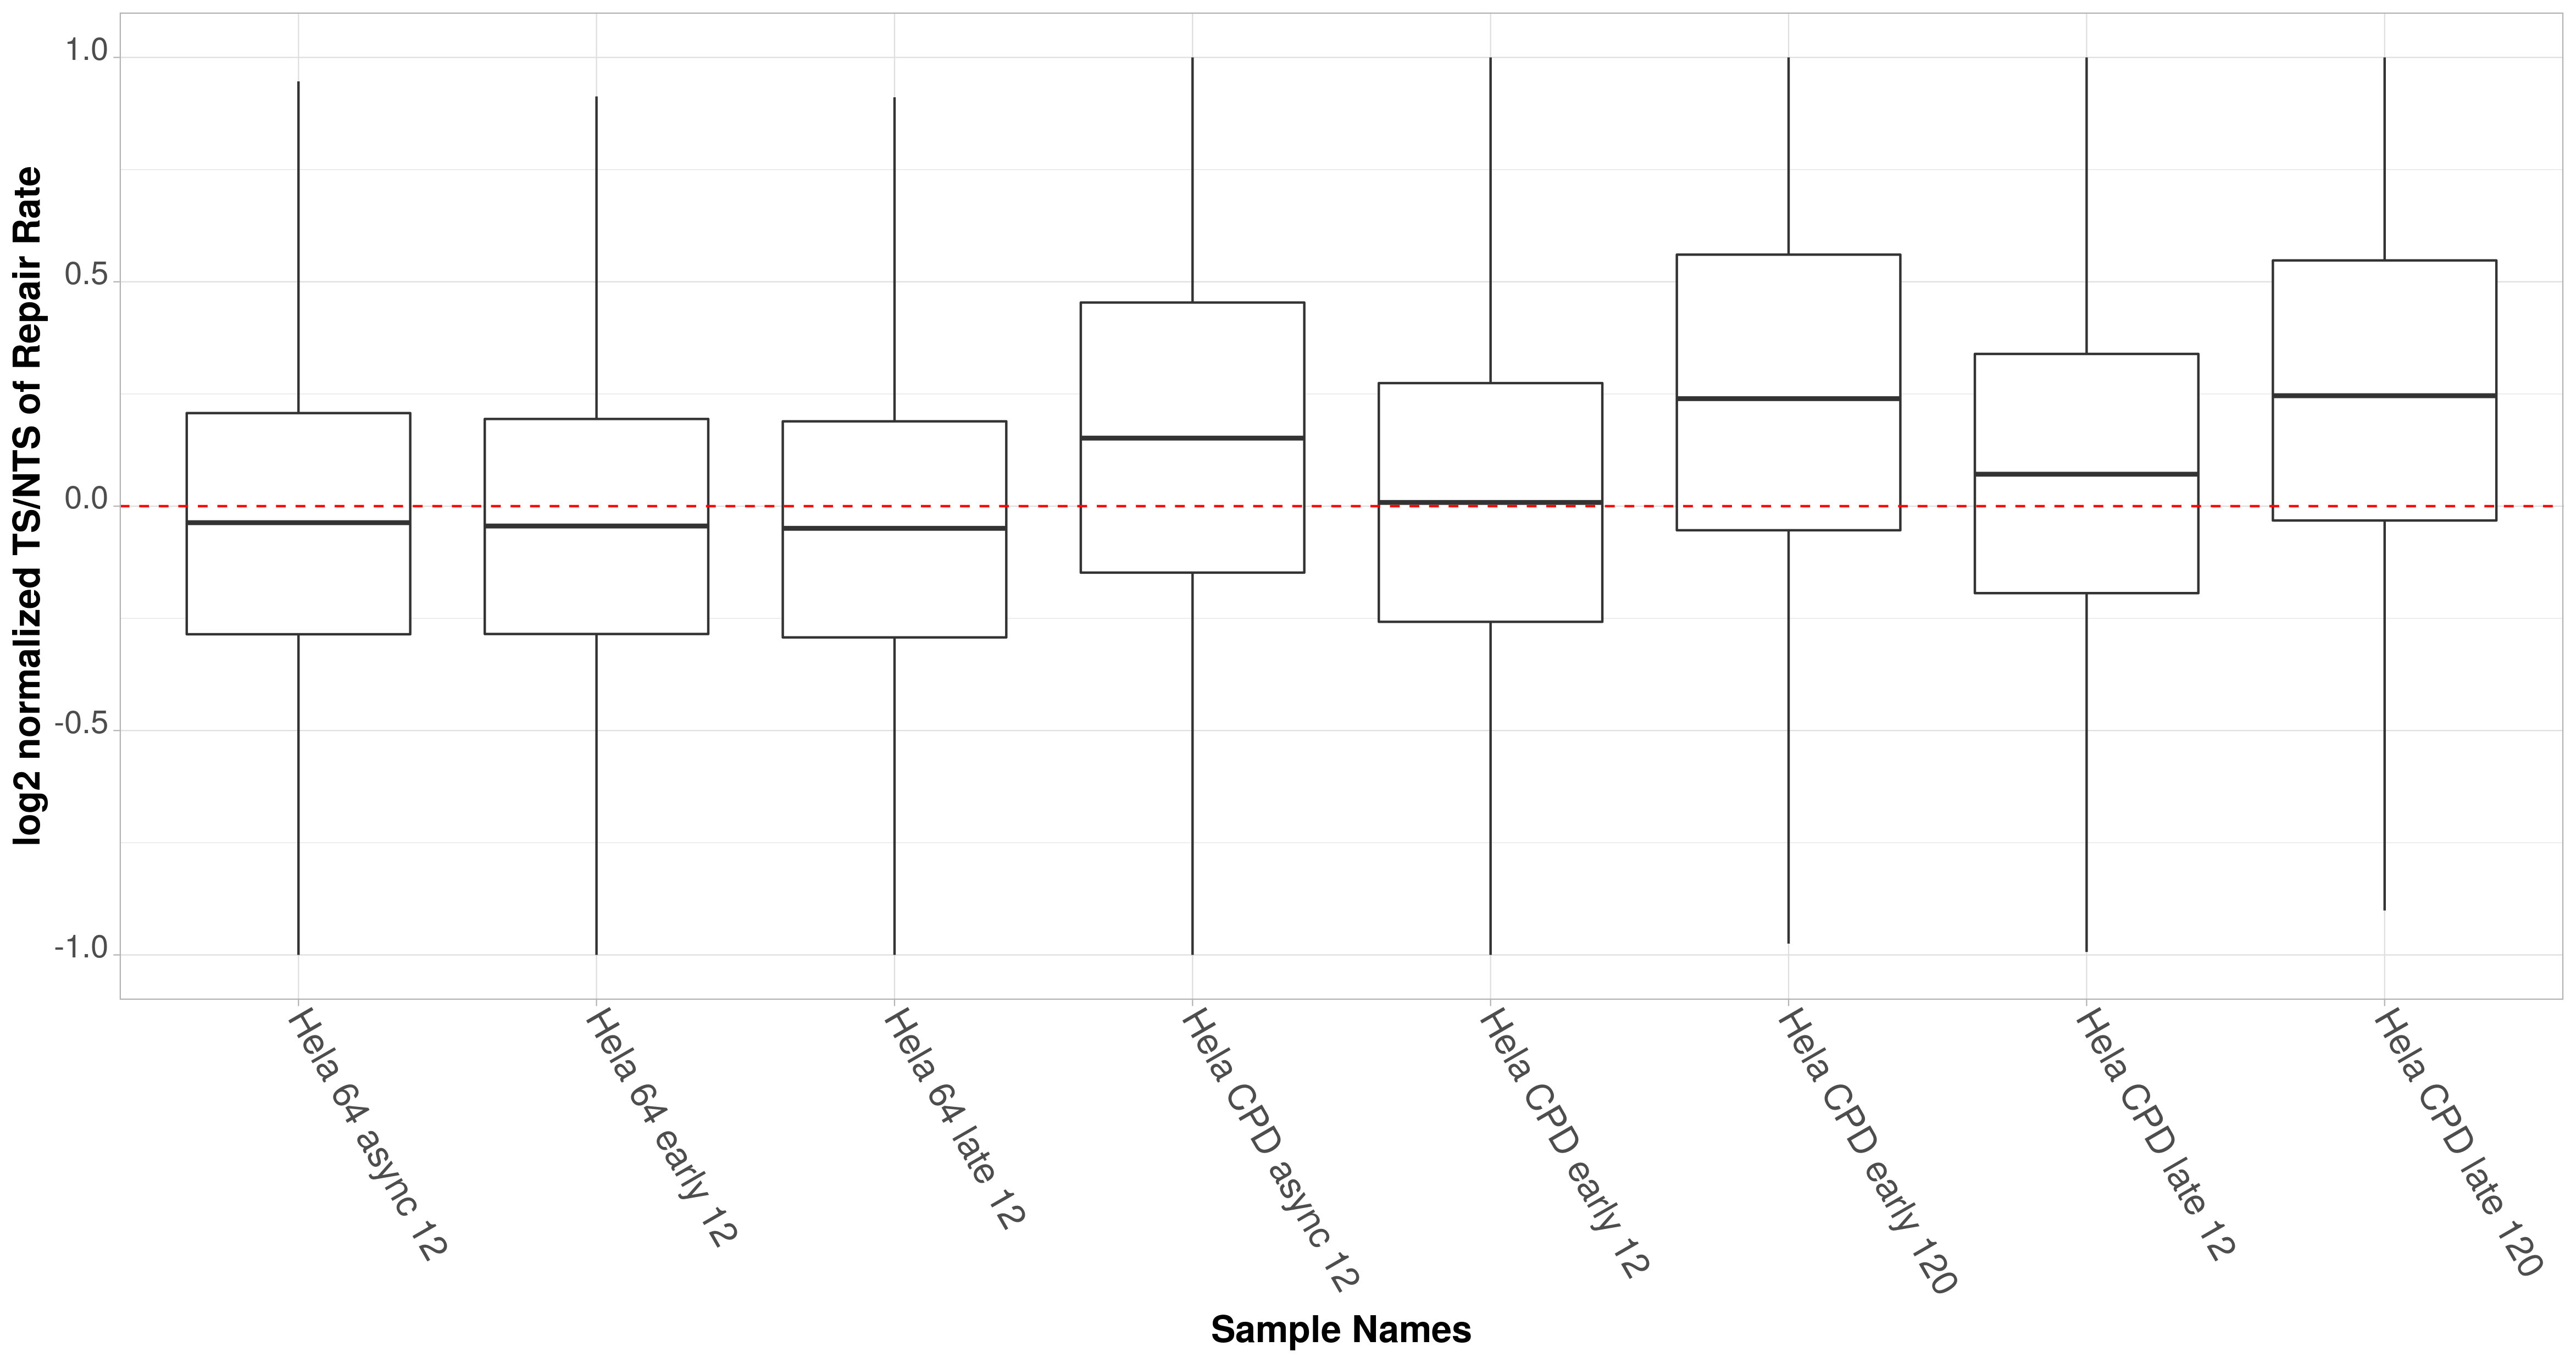 log2 normalized TS/NTS of Repair Rate
1.0
0.5
0.0
-0.5
-1.0
Hela 64 async 12
Hela 64 early 12
Hela 64 late 12
Hela CPD async 12
Hela CPD early 12
Hela CPD early 120
Hela CPD late 12
Hela CPD late 120
Sample Names